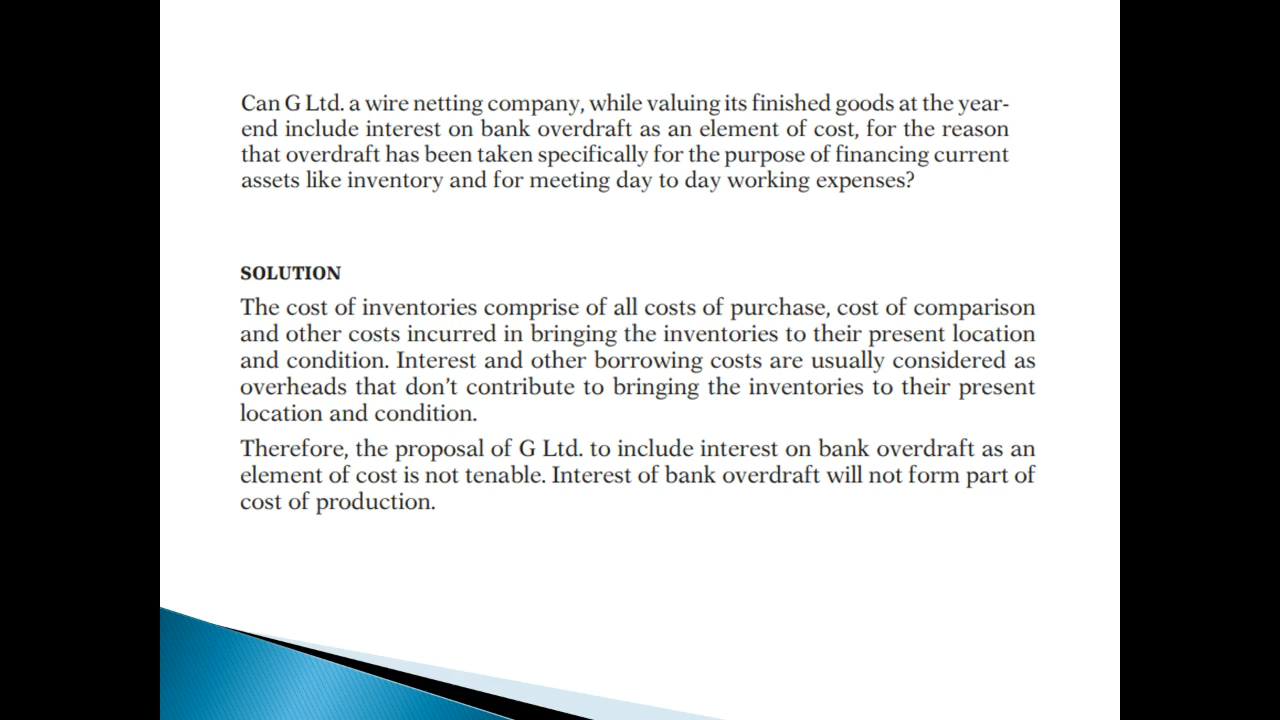 Can G Ltd. a wire netting company, while valuing its finished goods at the year-
end include interest on bank overdraft as an element of cost, for the reason
that overdraft has been taken specifically for the purpose of financing current
assets like inventory and for meeting day to day working expenses?
SOLUTION
The cost of inventories comprise of all costs of purchase, cost of comparison
and other costs incurred in bringing the inventories to their present location
and condition. Interest and other borrowing costs are usually considered as
overheads that don't contribute to bringing the inventories to their present
location and condition.
Therefore, the proposal of G Ltd. to include interest on bank overdraft as an
element of cost is not tenable. Interest of bank overdraft will not form part of
cost of production.